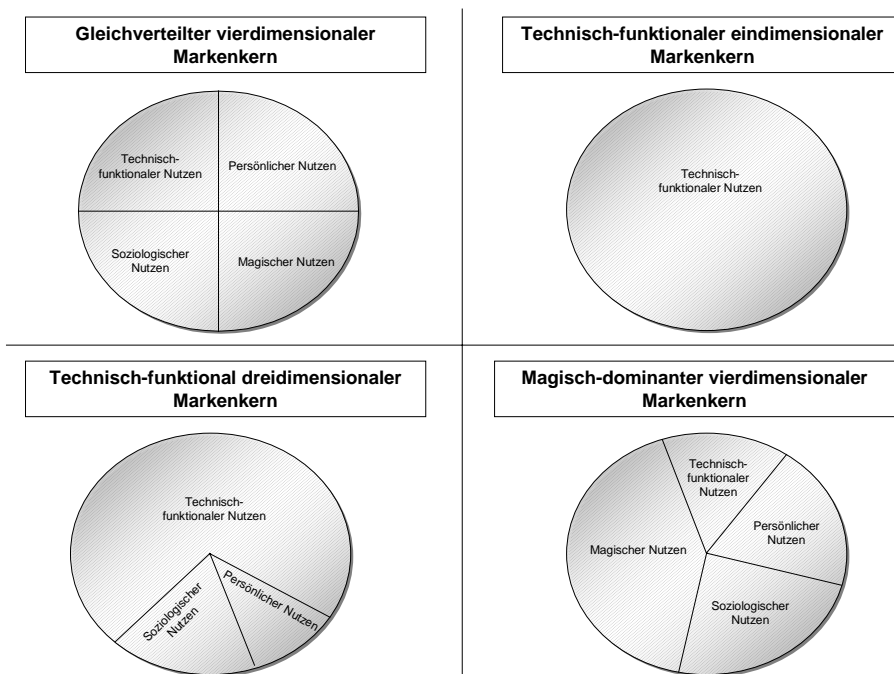 Gleichverteilter vierdimensionaler
Markenkern
Technisch-
funktionaler Nutzen
Persönlicher Nutzen
Soziologischer
Nutzen
Magischer Nutzen
Technisch-funktionaler eindimensionaler
Markenkern
Technisch-
funktionaler Nutzen
Technisch-funktional dreidimensionaler
Markenkern
Technisch-
funktionaler Nutzen
Soziologischer
Nutzen
Persönlicher Nutzen
Magisch-dominanter vierdimensionaler
Markenkern
Technisch-
funktionaler
Nutzen
Persönlicher
Nutzen
Magischer Nutzen
Soziologischer
Nutzen